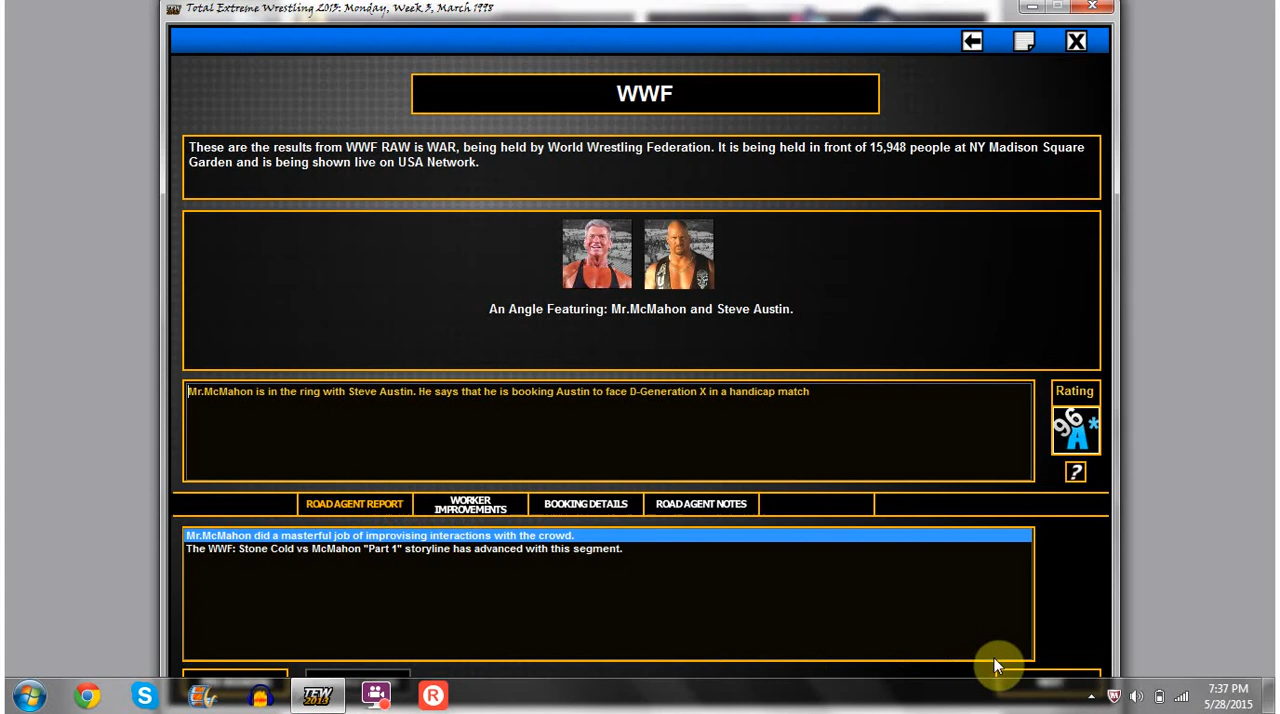 Total Extreme Wrestling 2013: Monday, Week 3, March 1998
WWF
These are the results from WWF RAW is WAR, being held by World Wrestling Federation. It is being held in front of 15,948 people at NY Madison Square
Garden and is being shown live on USA Network.
An Angle Featuring: Mr.McMahon and Steve Austin.
Mr.McMahon is in the ring with Steve Austin. He says that he is booking Austin to face D-Generation X in a handicap match
Rating
96
A*
?
ROAD AGENT REPORT
WORKER
IMPROVEMENTS
BOOKING DETAILS
ROAD AGENT NOTES
Mr.McMahon did a masterful job of improvising interactions with the crowd.
The WWF: Stone Cold vs McMahon "Part 1" storyline has advanced with this segment.
TEW
2013
7:37 PM
5/28/2015